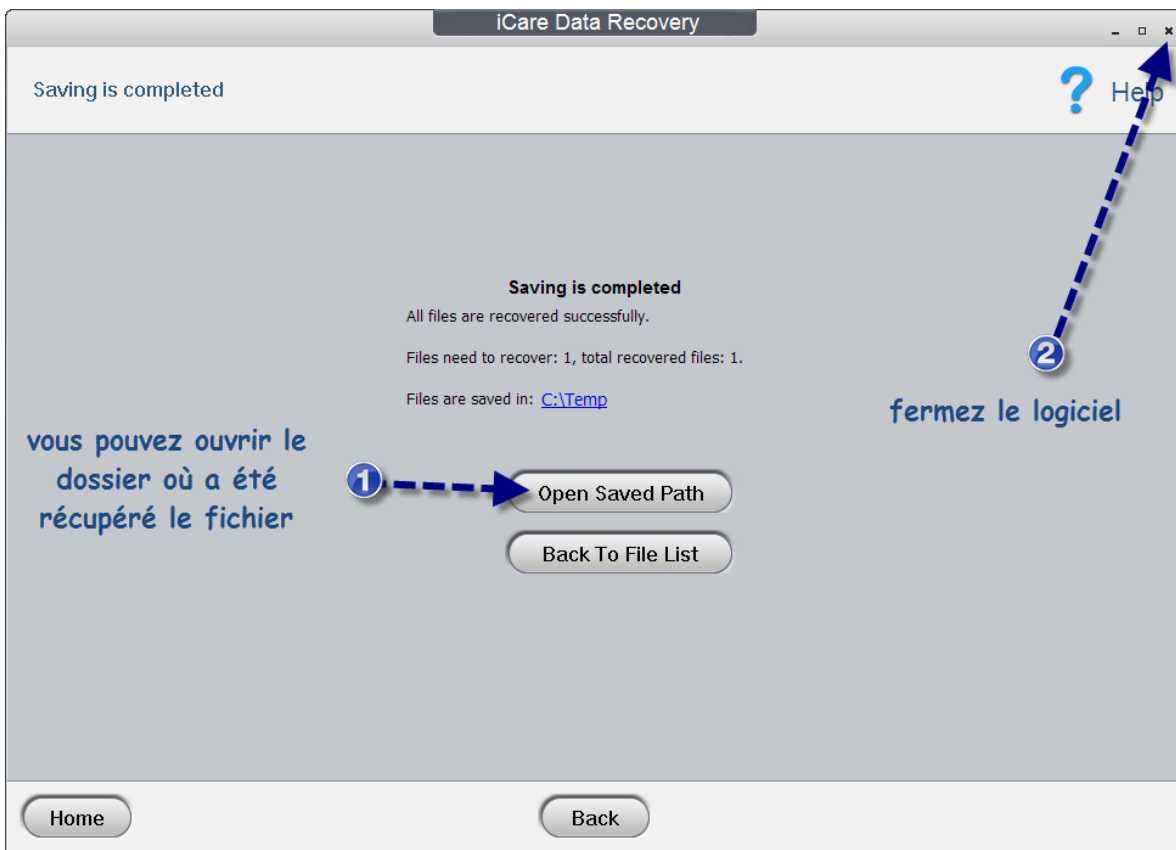 iCare Data Recovery
Saving is completed
? Help
Saving is completed
All files are recovered successfully.
Files need to recover: 1, total recovered files: 1.
Files are saved in: C:\Temp
2
fermez le logiciel
vous pouvez ouvrir le
dossier où a été
récupéré le fichier
1
Open Saved Path
Back To File List
Home
Back